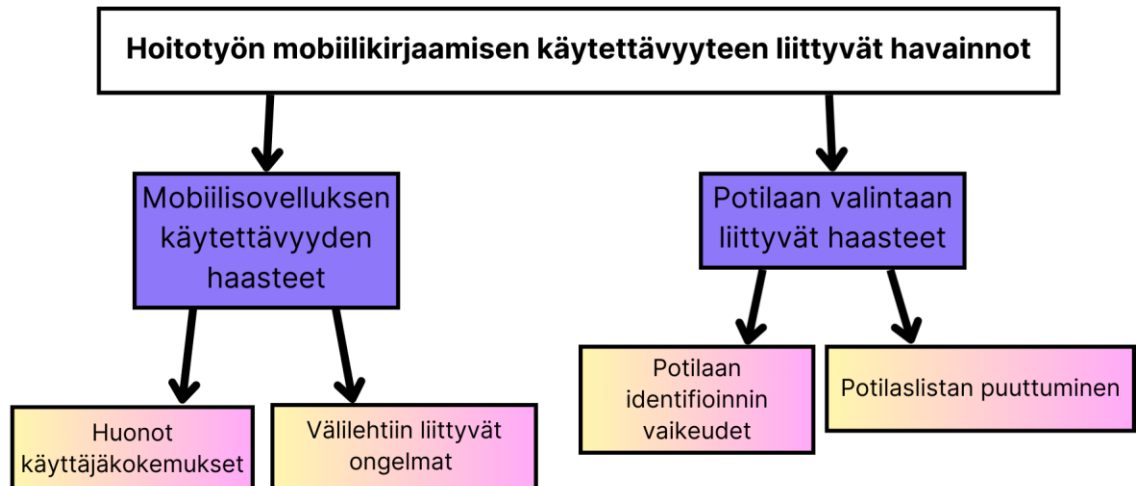 Hoitotyön mobiilikirjaamisen käytettävyyteen liittyvät havainnot
Mobiilisovelluksen
käytettävyyden
haasteet
Potilaan valintaan
liittyvät haasteet
Huonot
käyttäjäkokemukset
Välilehtiin liittyvät
ongelmat
Potilaan
identifioinnin
vaikeudet
Potilaslistan puuttuminen